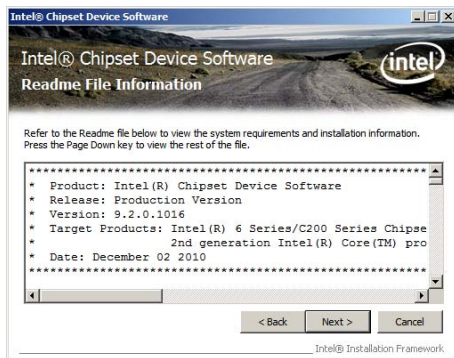 Intel® Chipset Device Software
Intel® Chipset Device Software
intel
Readme File Information
Refer to the Readme file below to view the system requirements and installation information.
Press the Page Down key to view the rest of the file.
************************************************************
*  Product: Intel(R) Chipset Device Software
*  Release: Production Version
*  Version: 9.2.0.1016
*  Target Products: Intel(R) 6 Series/C200 Series Chipse
*                   2nd generation Intel(R) Core(TM) pro
*  Date: December 02 2010
************************************************************
< Back Next > Cancel
Intel® Installation Framework